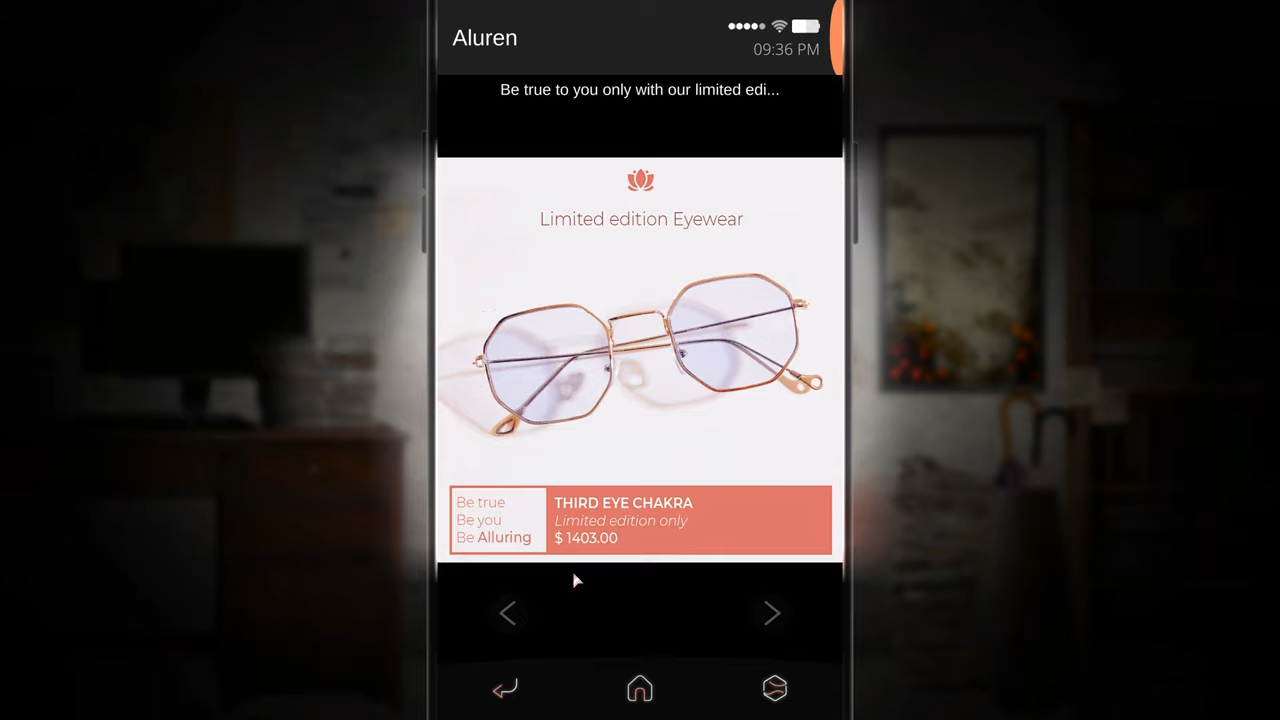 Aluren
09:36 PM
Be true to you only with our limited edi...
Limited edition Eyewear
Be true
Be you
Be Alluring
THIRD EYE CHAKRA
Limited edition only
$ 1403.00